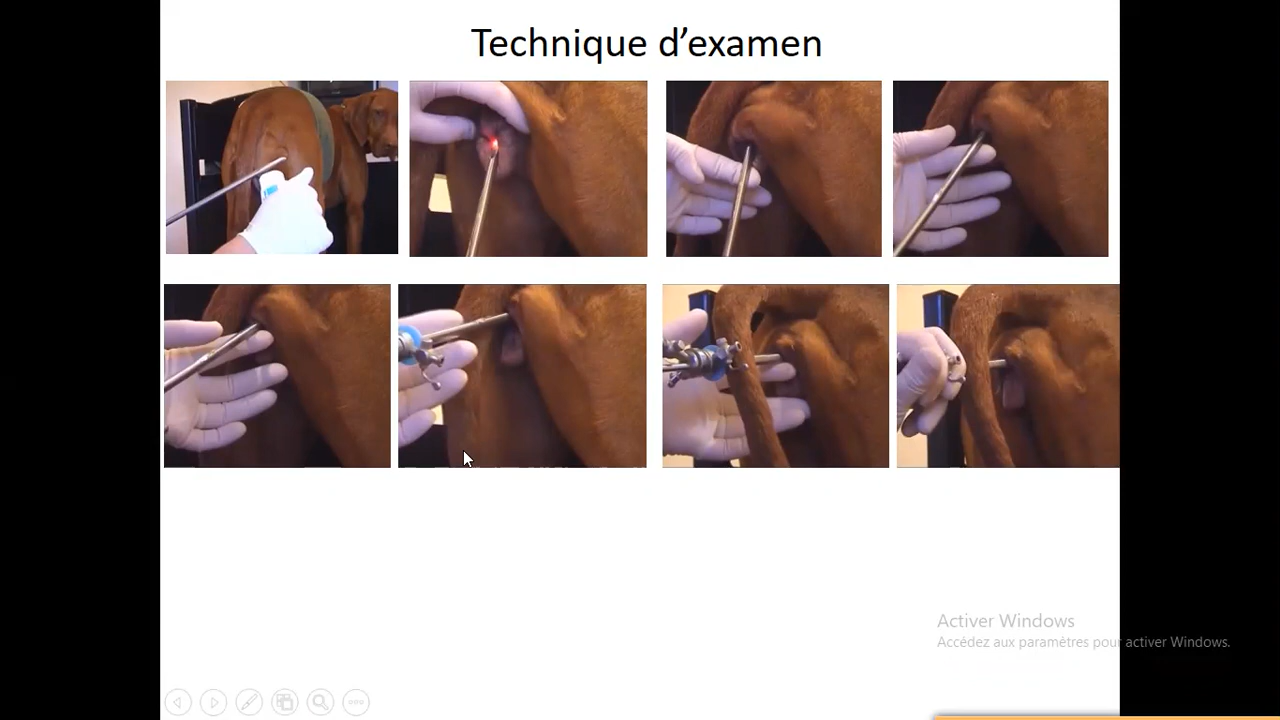 Technique d’examen
Activer Windows
Accédez aux paramètres pour activer Windows.